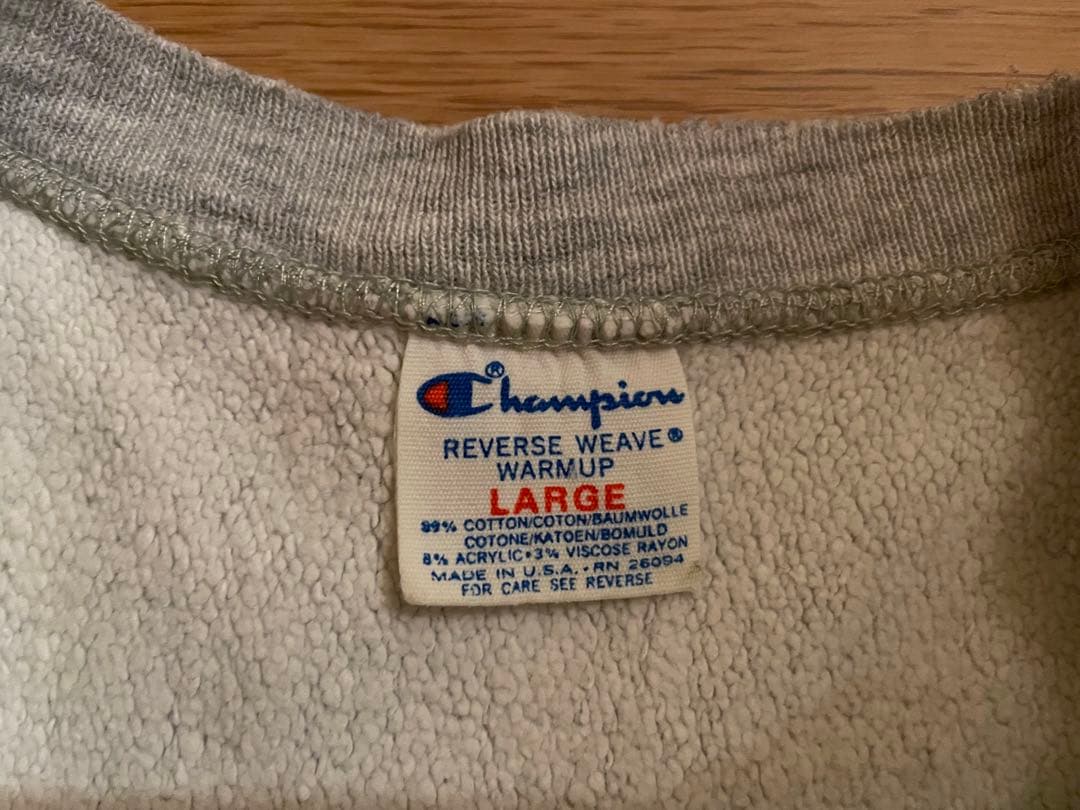 Champion®
REVERSE WEAVE®
WARMUP
LARGE
89% COTTON/COTON/BAUMWOLLE
COTONE/KATOEN/BOMULD
8% ACRYLIC•3% VISCOSE RAYON
MADE IN U.S.A. • RN 26094
FOR CARE SEE REVERSE